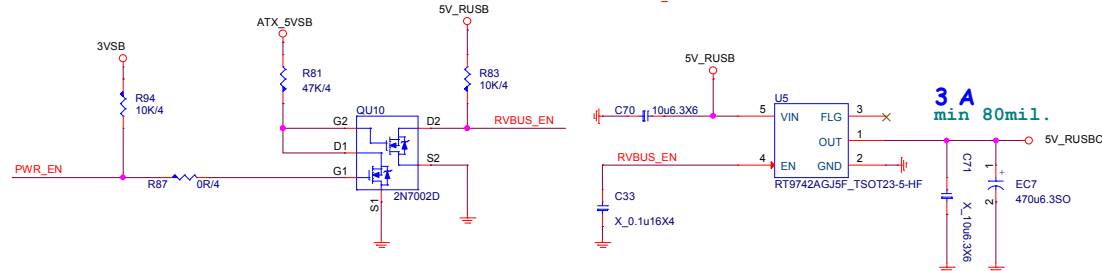 3VSB
R94
10K/4
PWR_EN
R87
0R/4
ATX_5VSB
R81
47K/4
5V_RUSB
R83
10K/4
QU10
G2
D2
D1
S2
G1
S1
2N7002D
RVBUS_EN
5V_RUSB
C70
10u6.3X6
U5
5
VIN
FLG
3
OUT
1
4
EN
GND
2
RT9742AGJ5F_TSOT23-5-HF
RVBUS_EN
C33
X_0.1u16X4
3 A
min 80mil.
5V_RUSBC
C71
X_10u6.3X6
1
+
2
EC7
470u6.3SO